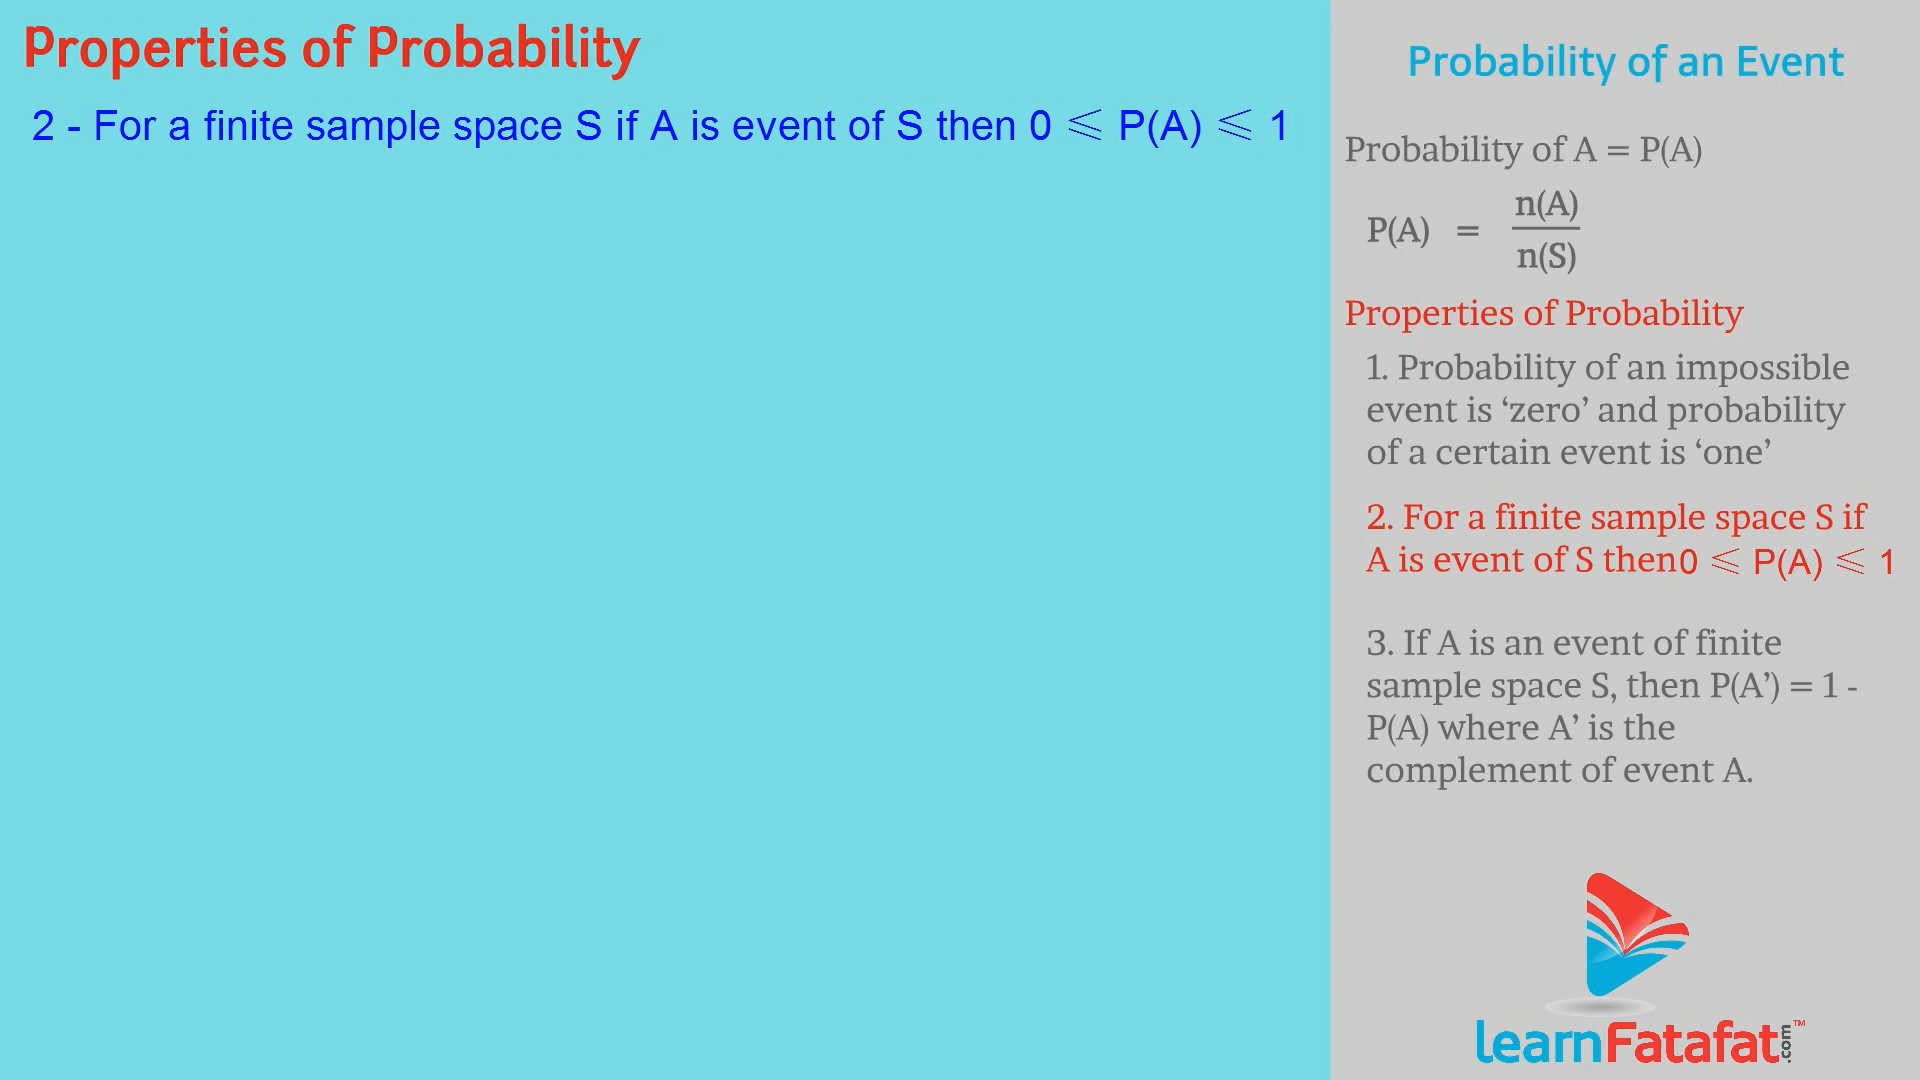 Properties of Probability
2 - For a finite sample space S if A is event of S then 0 ⩽ P(A) ⩽ 1
Probability of an Event
Probability of A = P(A)
P(A) = n(A)
n(S)
Properties of Probability
1. Probability of an impossible
event is ‘zero’ and probability
of a certain event is ‘one’
2. For a finite sample space S if
A is event of S then 0 ⩽ P(A) ⩽ 1
3. If A is an event of finite
sample space S, then P(A’) = 1 -
P(A) where A’ is the
complement of event A.
learnFatafat.com™